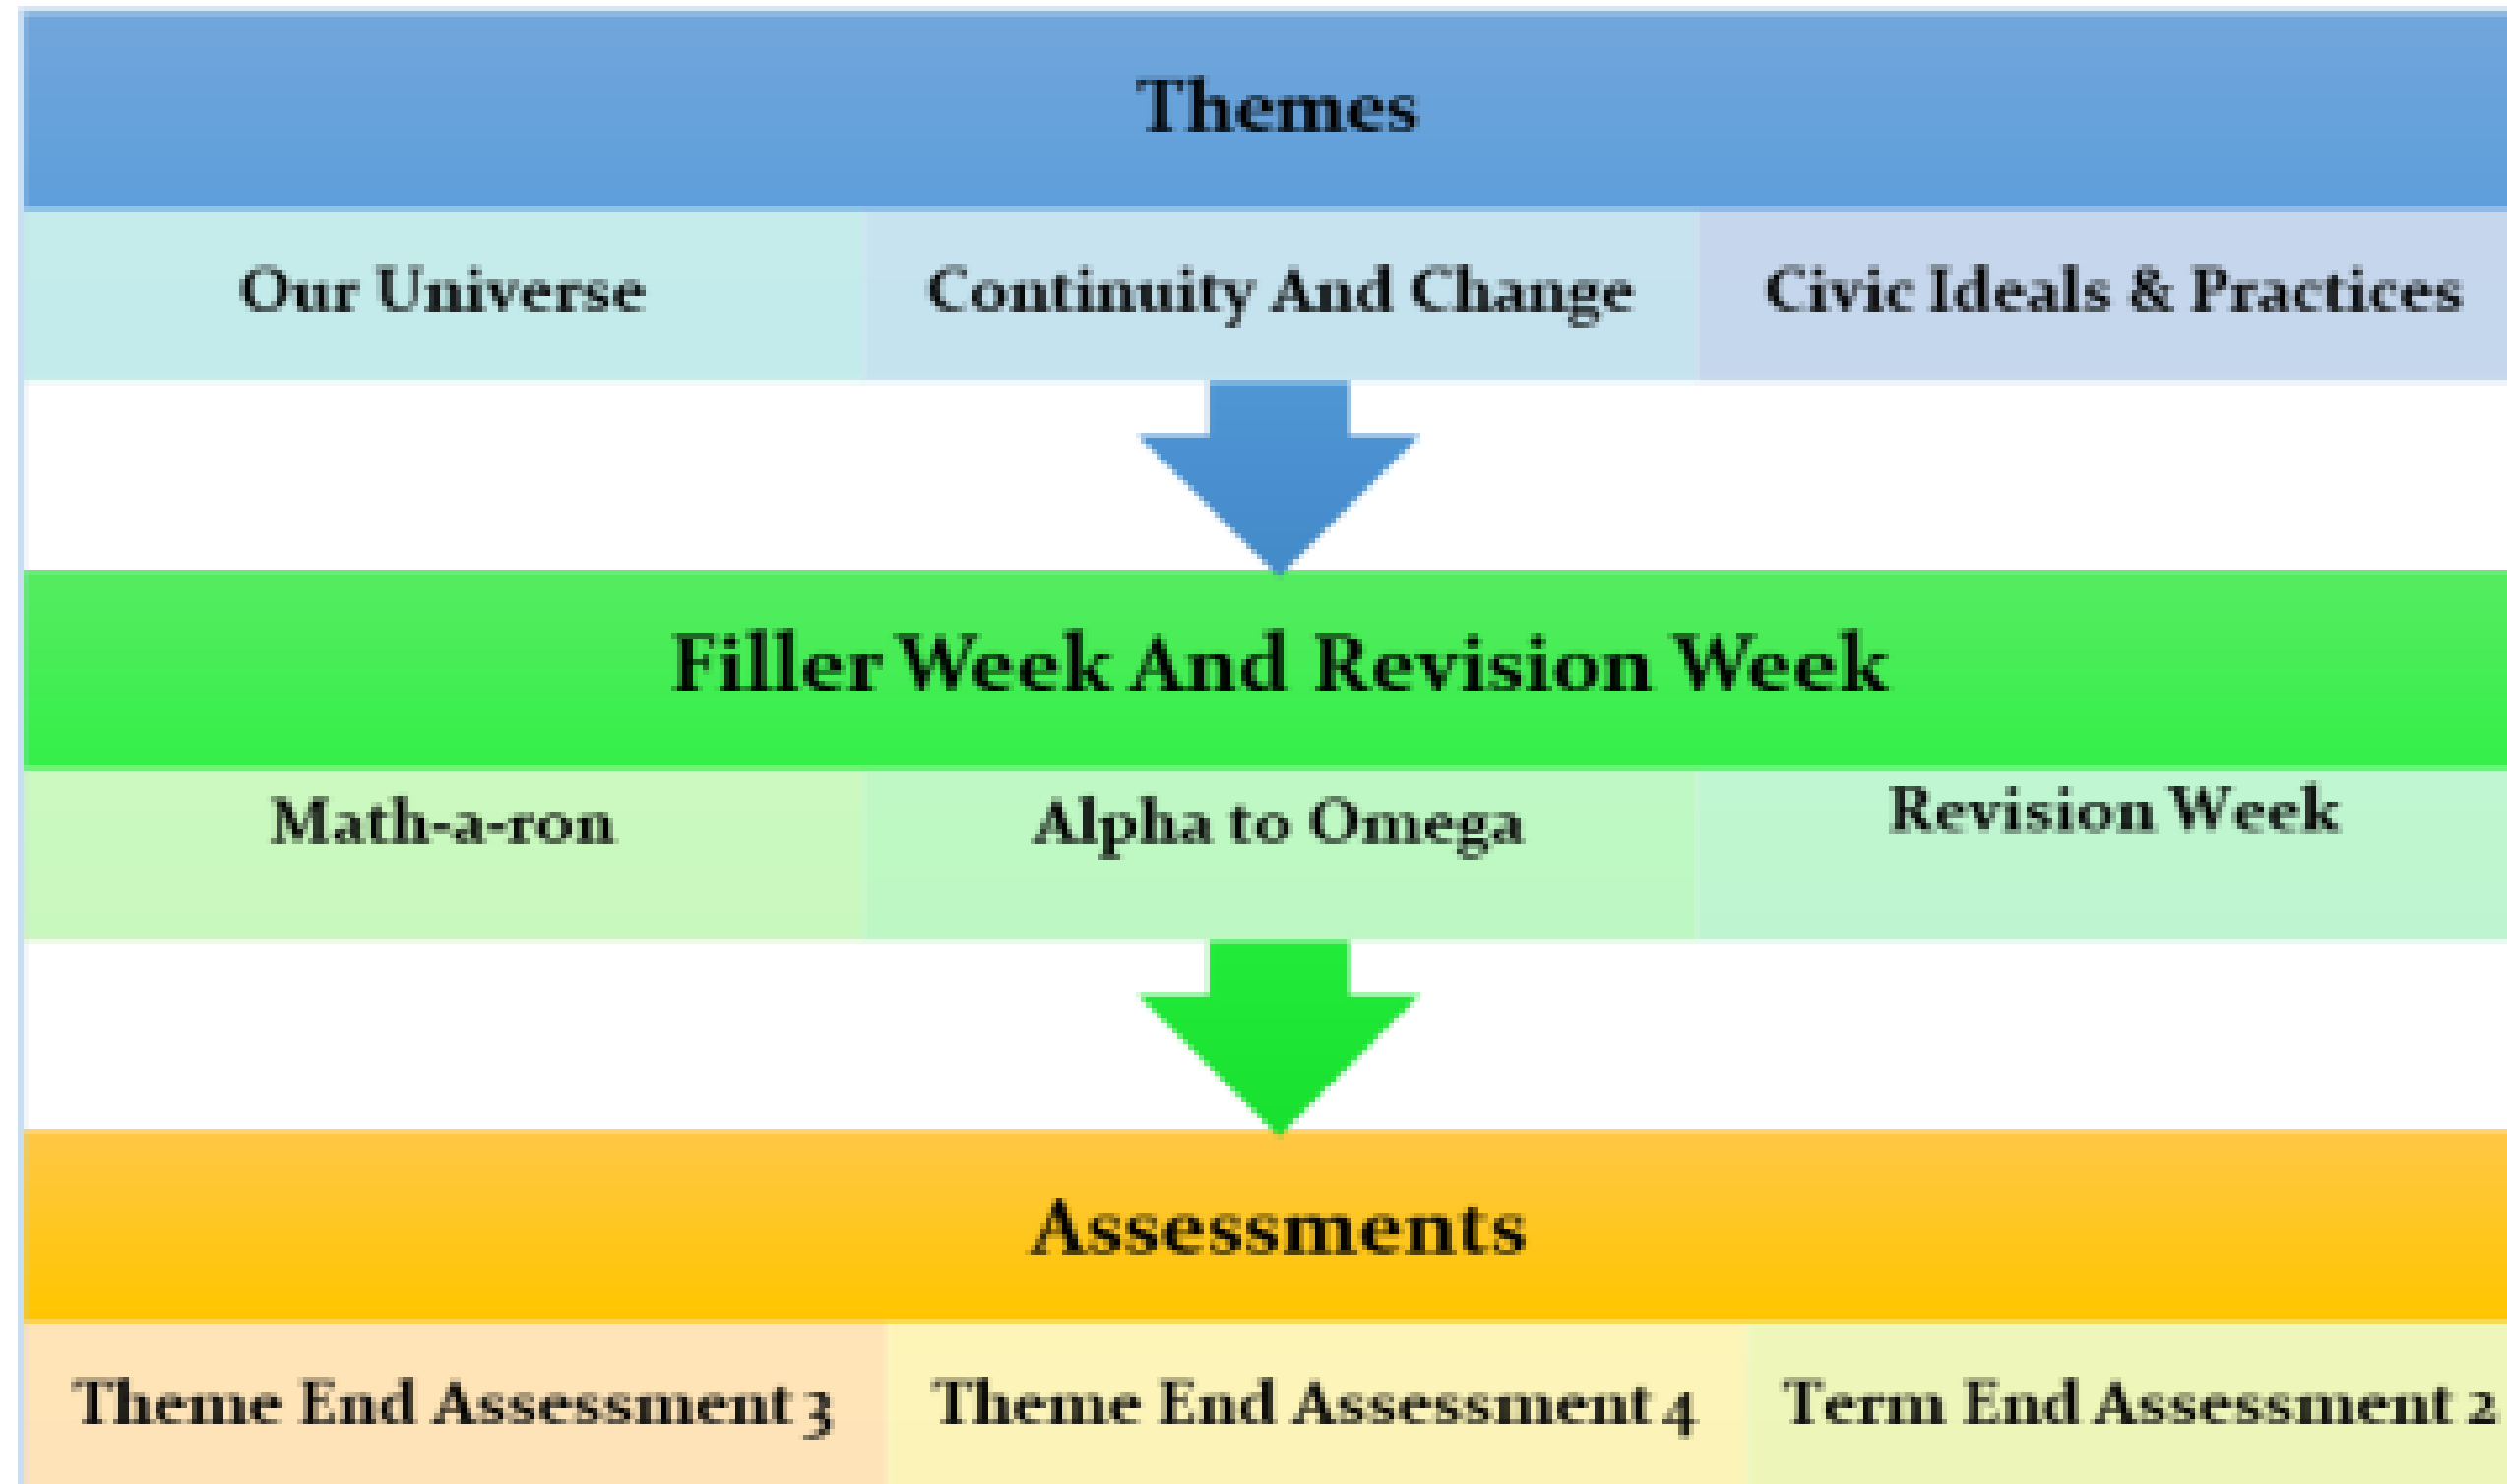 Themes
Our Universe
Continuity And Change
Civic Ideals & Practices
Filler Week And Revision Week
Math-a-ron
Alpha to Omega
Revision Week
Assessments
Theme End Assessment 3
Theme End Assessment 4
Term End Assessment 2